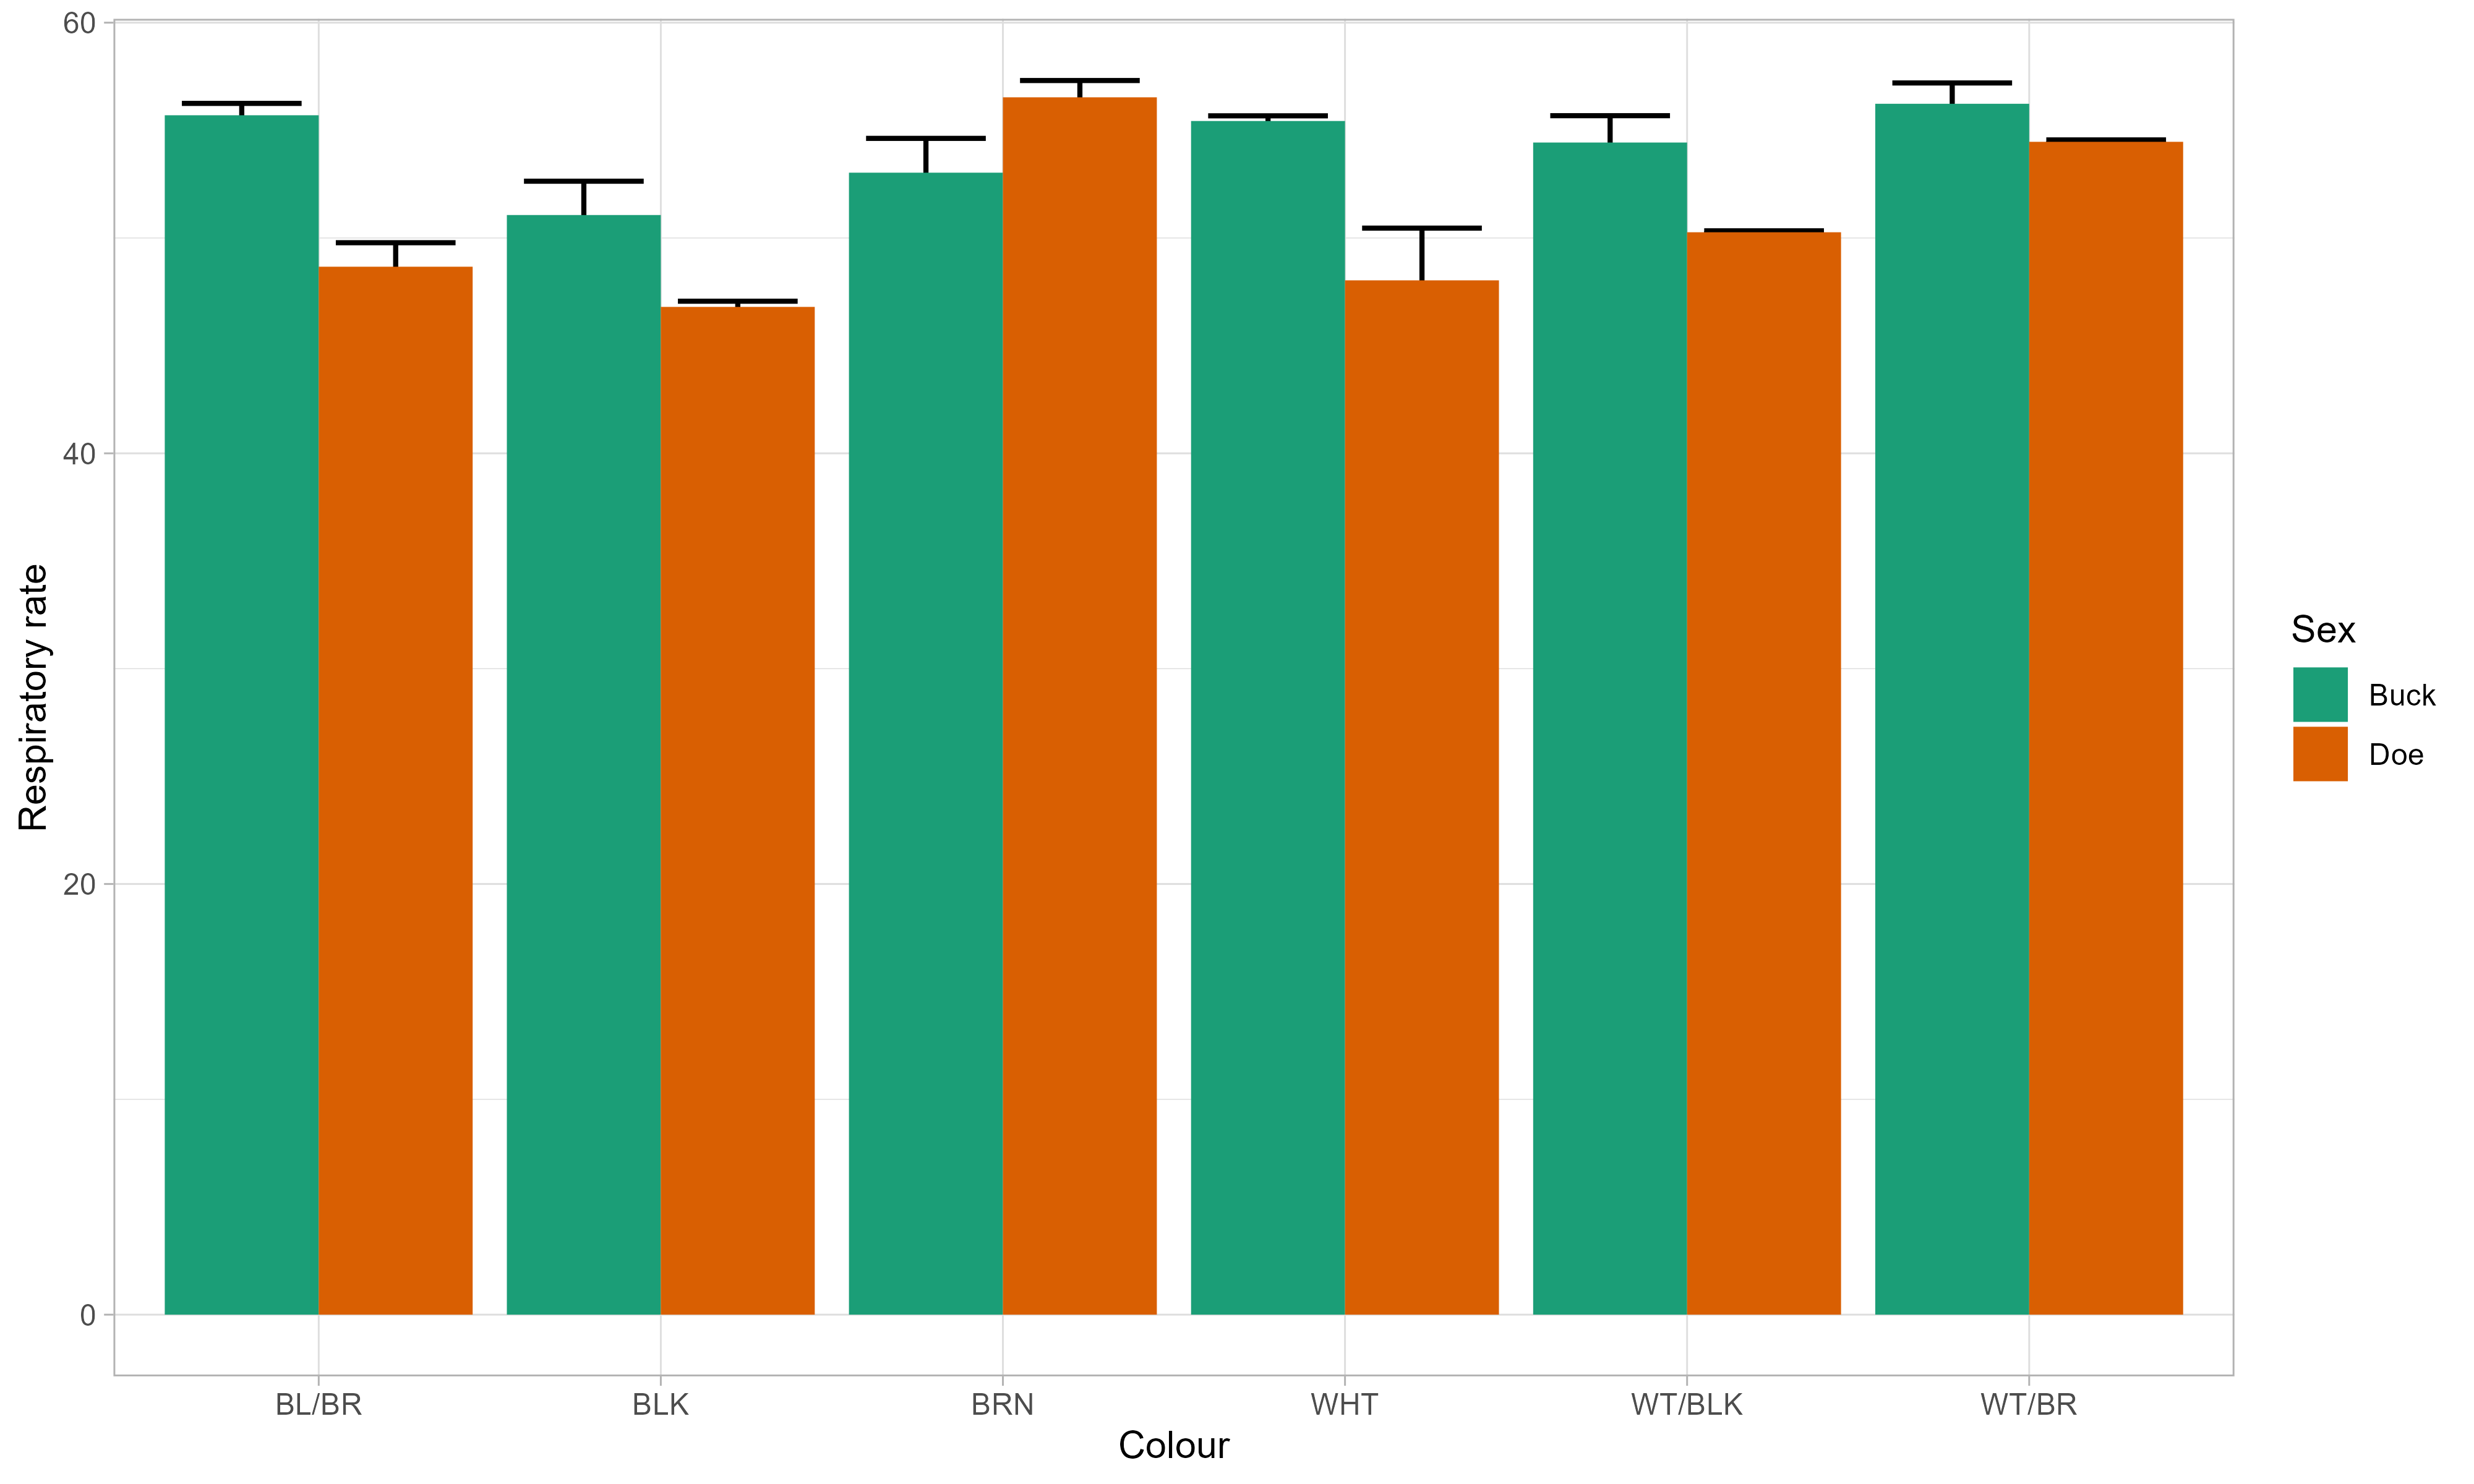 60
40
20
0
Respiratory rate
BL/BR
BLK
BRN
WHT
WT/BLK
WT/BR
Colour
Sex
Buck
Doe